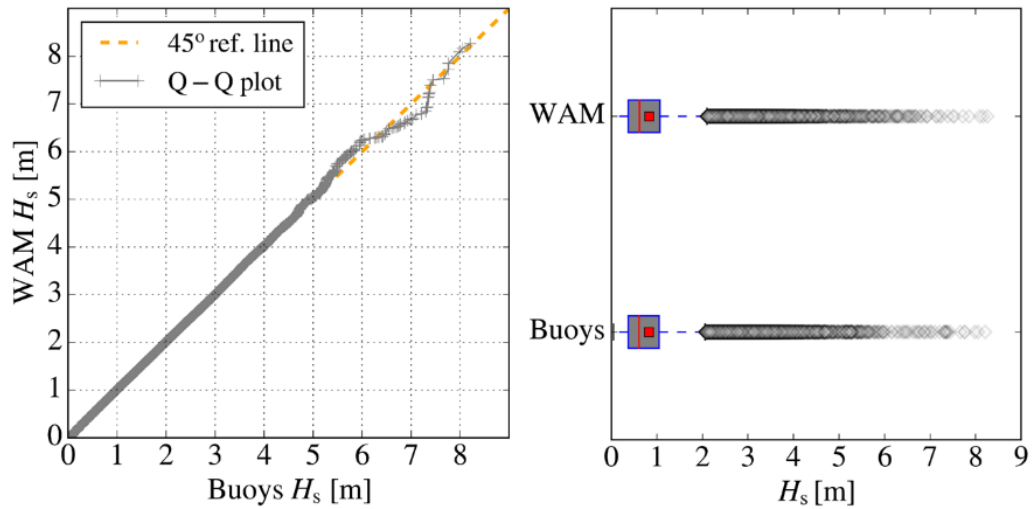 45° ref. line
Q – Q plot
WAM Hₛ [m]
8
7
6
5
4
3
2
1
0
0 1 2 3 4 5 6 7 8
Buoys Hₛ [m]
WAM
Buoys
0 1 2 3 4 5 6 7 8 9
Hₛ [m]